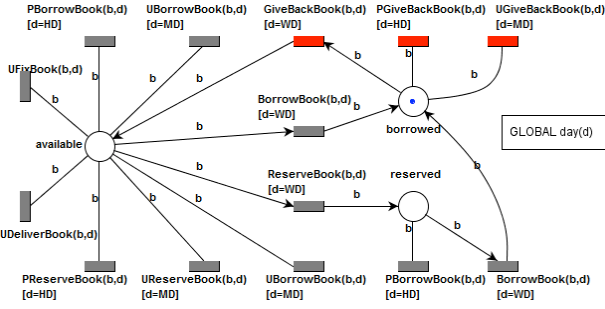 PBorrowBook(b,d)
[d=HD]
UBorrowBook(b,d)
[d=MD]
GiveBackBook(b,d)
[d=WD]
PGiveBackBook(b,d)
[d=HD]
UGiveBackBook(b,d)
[d=MD]
UFixBook(b,d)
b
b
b
b
b
b
b
BorrowBook(b,d)
[d=WD]
b
b
available
borrowed
GLOBAL day(d)
b
b
b
ReserveBook(b,d)
[d=WD]
reserved
b
b
b
b
b
b
b
UDeliverBook(b,d)
PReserveBook(b,d)
[d=HD]
UReserveBook(b,d)
[d=MD]
UBorrowBook(b,d)
[d=MD]
PBorrowBook(b,d)
[d=HD]
BorrowBook(b,d)
[d=WD]